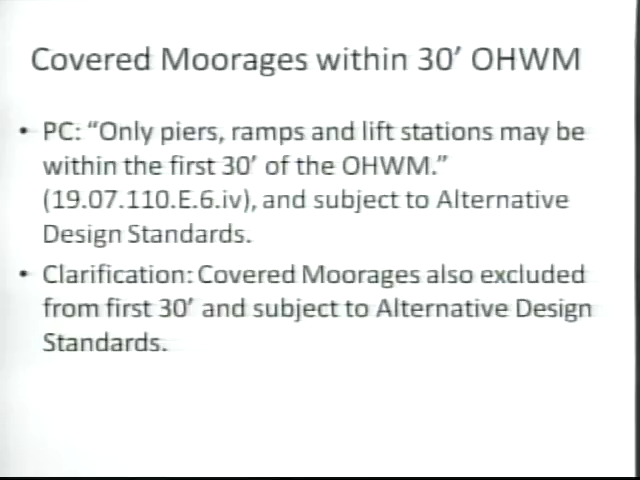 Covered Moorages within 30' OHWM
• PC: “Only piers, ramps and lift stations may be
within the first 30' of the OHWM.”
(19.07.110.E.6.iv), and subject to Alternative
Design Standards.
• Clarification: Covered Moorages also excluded
from first 30' and subject to Alternative Design
Standards.